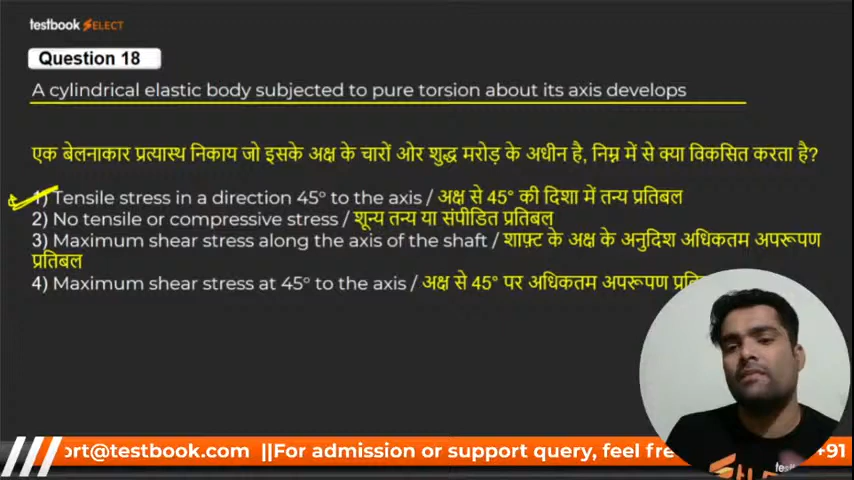 testbook SELECT
Question 18
A cylindrical elastic body subjected to pure torsion about its axis develops
एक बेलनाकार प्रत्यास्थ निकाय जो इसके अक्ष के चारों ओर शुद्ध मरोड़ के अधीन है, निम्न में से क्या विकसित करता है?
1) Tensile stress in a direction 45° to the axis / अक्ष से 45° की दिशा में तन्य प्रतिबल
2) No tensile or compressive stress / शून्य तन्य या संपीडित प्रतिबल
3) Maximum shear stress along the axis of the shaft / शाफ़्ट के अक्ष के अनुदिश अधिकतम अपरूपण
प्रतिबल
4) Maximum shear stress at 45° to the axis / अक्ष से 45° पर अधिकतम अपरूपण
ort@testbook.com ||For admission or support query, feel +91